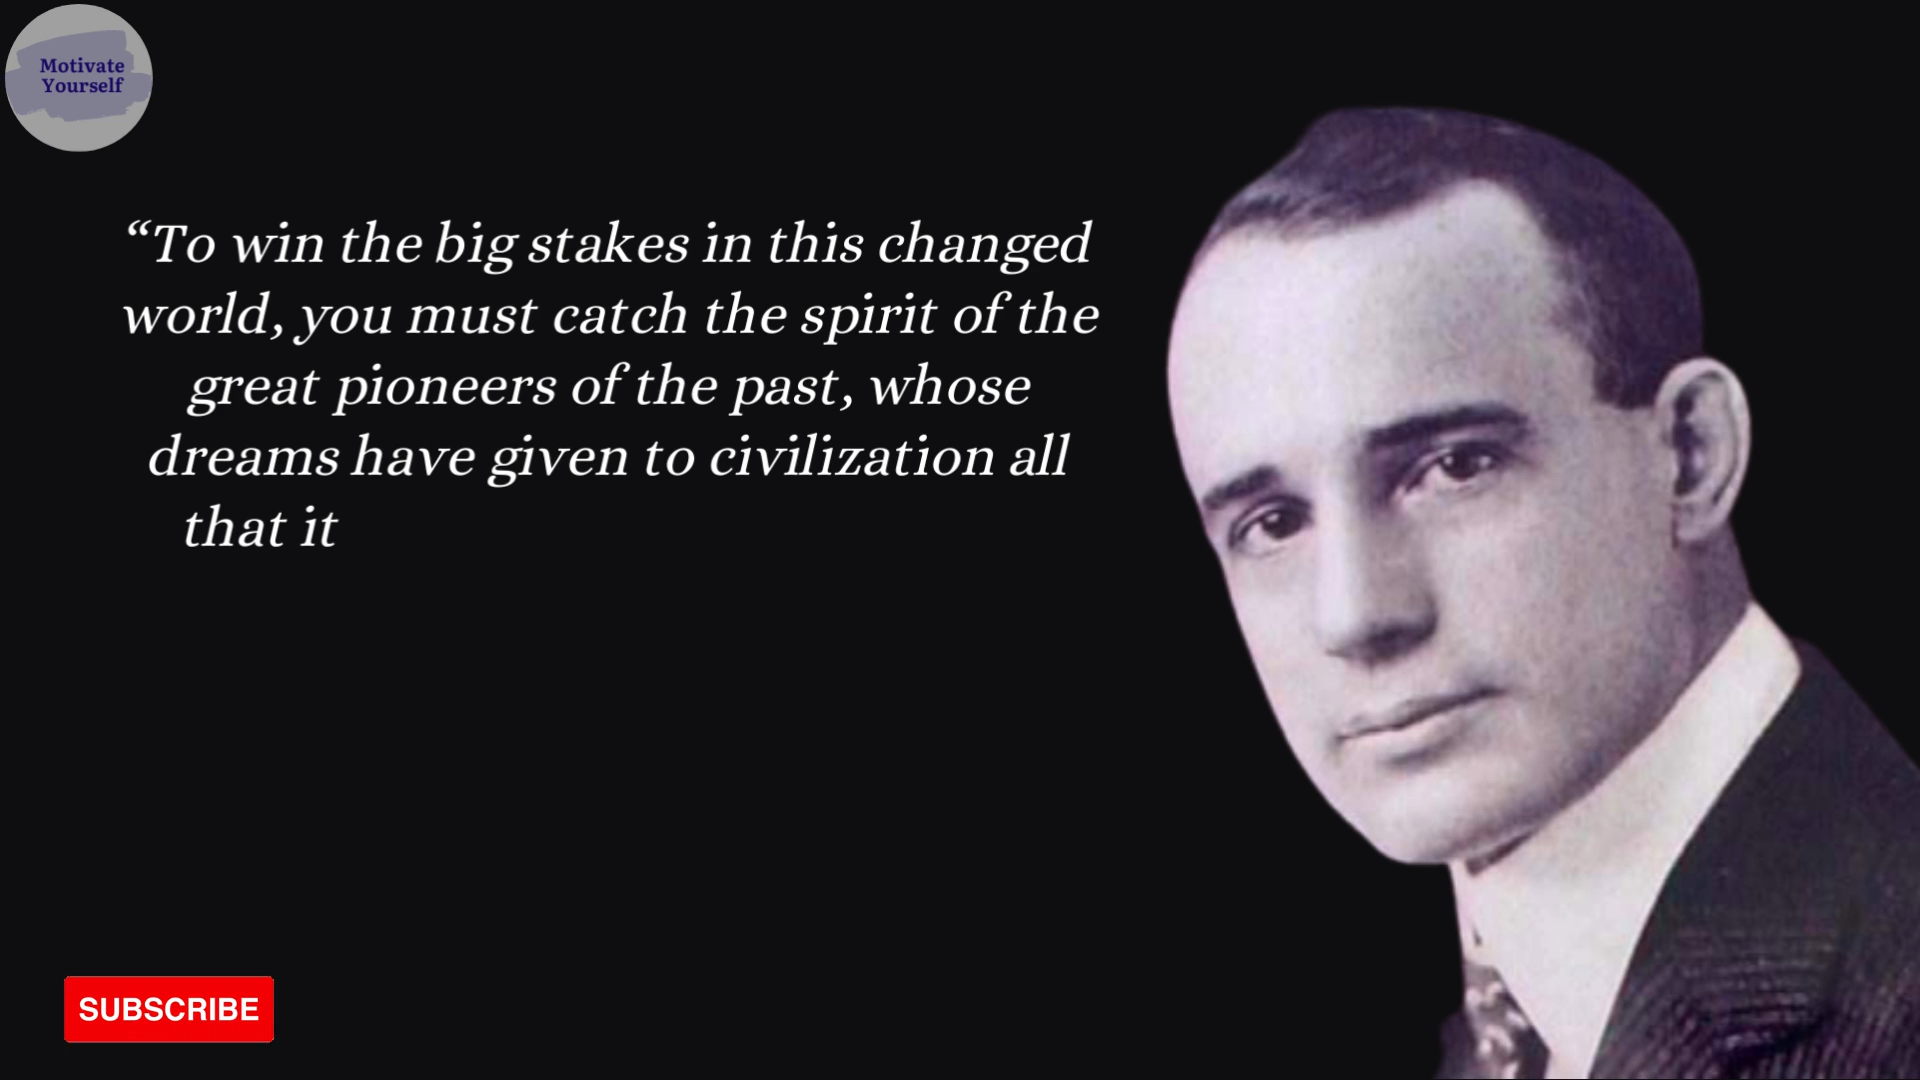 Motivate
Yourself
“To win the big stakes in this changed
world, you must catch the spirit of the
great pioneers of the past, whose
dreams have given to civilization all
that it
SUBSCRIBE